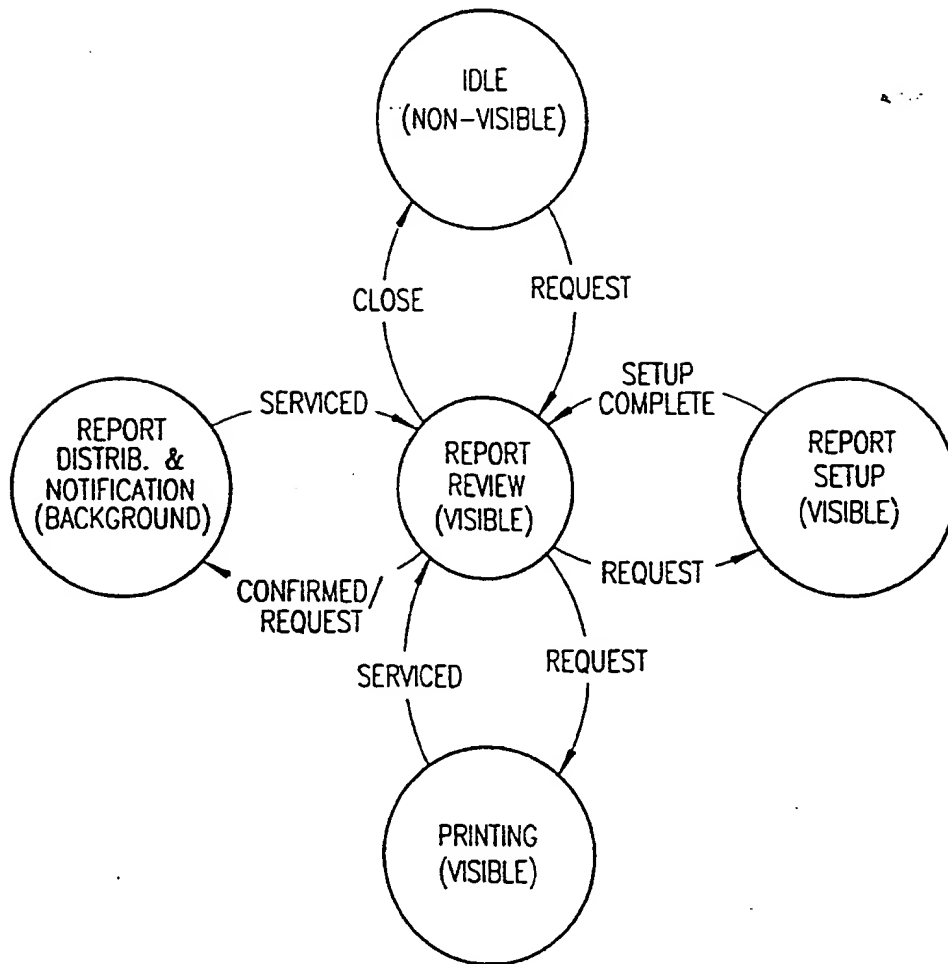 IDLE
(NON-VISIBLE)
CLOSE
REQUEST
SERVICED
SETUP
COMPLETE
REPORT
DISTRIB. &
NOTIFICATION
(BACKGROUND)
REPORT
REVIEW
(VISIBLE)
REPORT
SETUP
(VISIBLE)
CONFIRMED/
REQUEST
REQUEST
SERVICED
REQUEST
PRINTING
(VISIBLE)